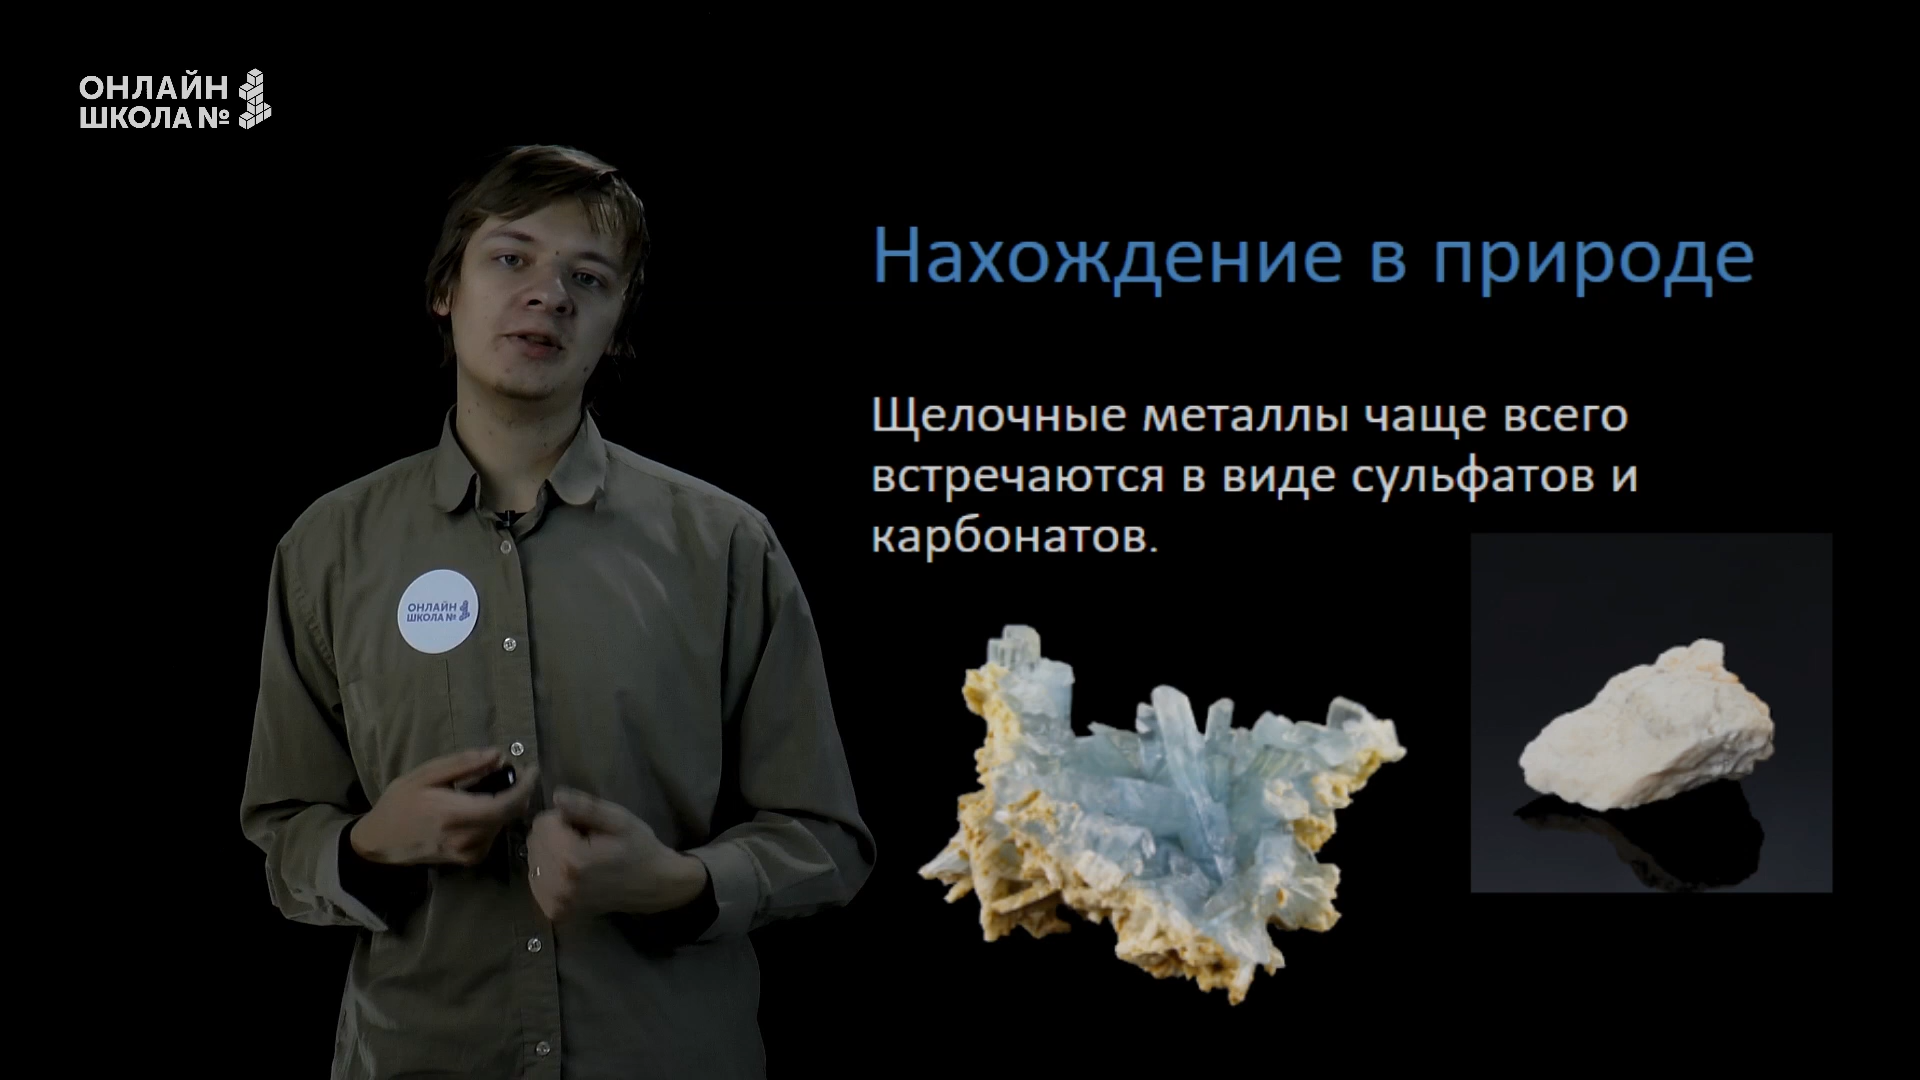 ОНЛАЙН
ШКОЛА №
Нахождение в природе
Щелочные металлы чаще всего
встречаются в виде сульфатов и
карбонатов.
ОНЛАЙН
ШКОЛА №